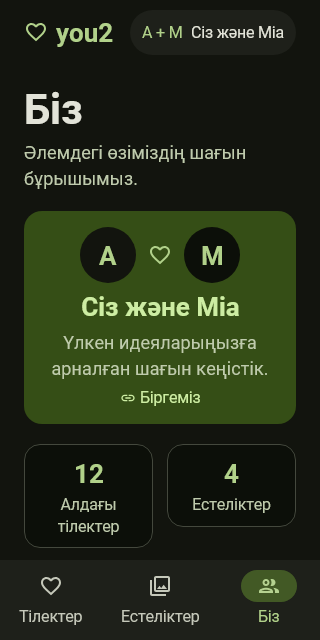 you2
A + M Сіз және Mia
Біз
Әлемдегі өзіміздің шағын
бұрышымыз.
A
M
Сіз және Mia
Үлкен идеяларыңызға
арналған шағын кеңістік.
Біргеміз
12
Алдағы
тілектер
4
Естеліктер
Тілектер
Естеліктер
Біз